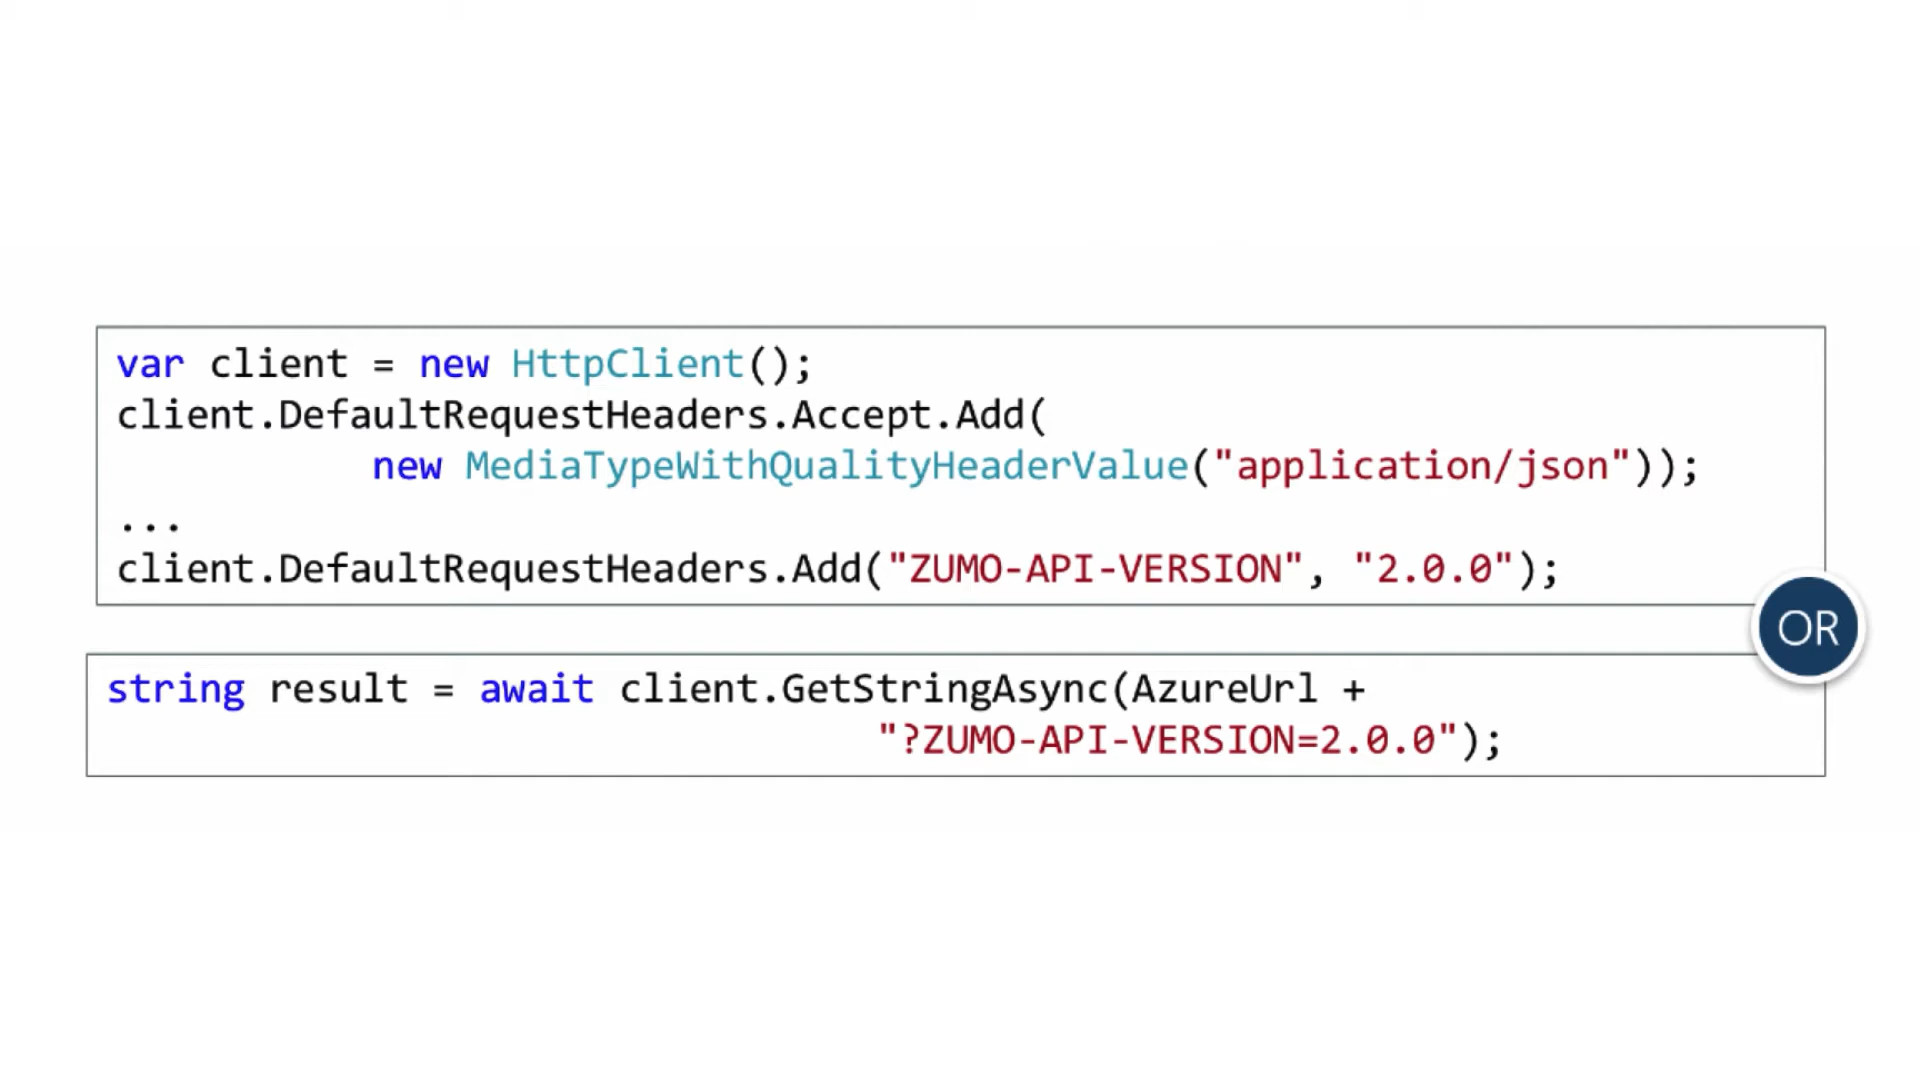 var client = new HttpClient();
client.DefaultRequestHeaders.Accept.Add(
new MediaTypeWithQualityHeaderValue("application/json"));
...
client.DefaultRequestHeaders.Add("ZUMO-API-VERSION", "2.0.0");
OR
string result = await client.GetStringAsync(AzureUrl +
"?ZUMO-API-VERSION=2.0.0");